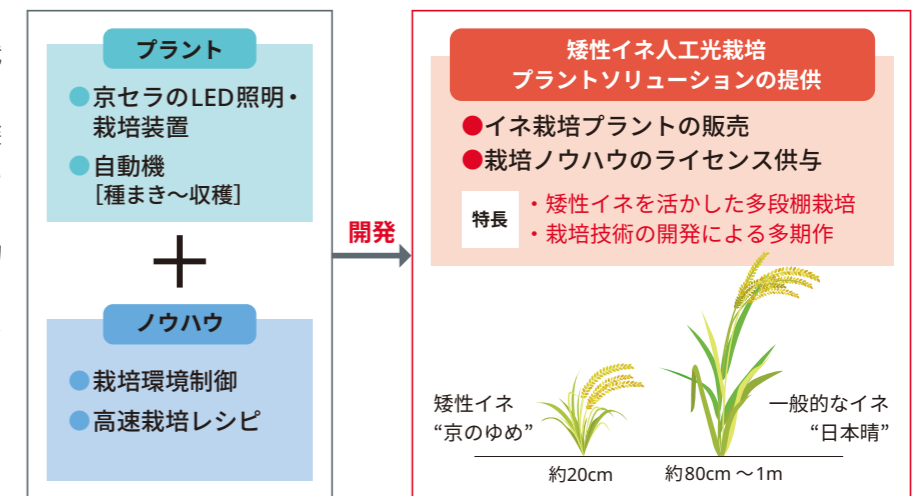 プラント
●京セラのLED照明・
栽培装置
●自動機
［種まき～収穫］
＋
ノウハウ
●栽培環境制御
●高速栽培レシピ
開発
矮性イネ人工光栽培
プラントソリューションの提供
●イネ栽培プラントの販売
●栽培ノウハウのライセンス供与
特長
・矮性イネを活かした多段棚栽培
・栽培技術の開発による多期作
矮性イネ
“京のゆめ”
約20cm
一般的なイネ
“日本晴”
約80cm ～1m